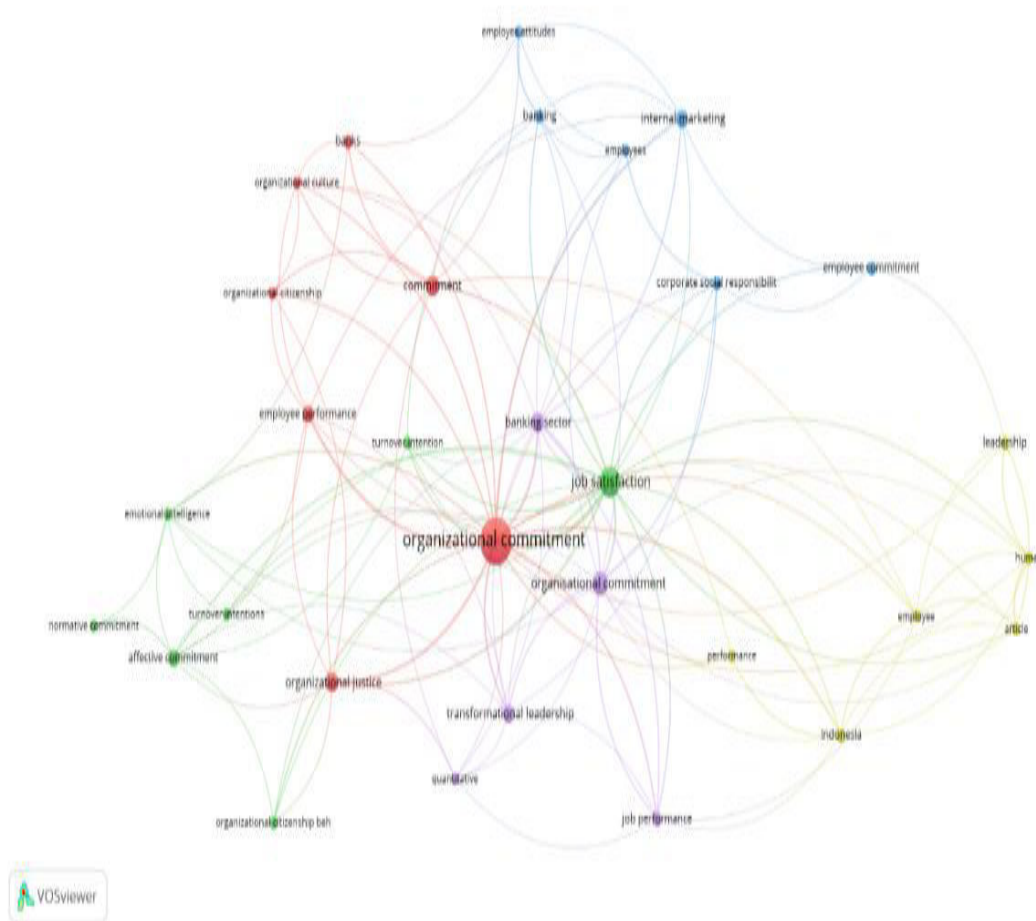 employee attitudes
banking
internal marketing
employees
banks
organizational culture
employee commitment
corporate social responsibilit
organizational citizenship
commitment
employee performance
banking sector
turnover intention
leadership
job satisfaction
emotional intelligence
organizational commitment
human
organisational commitment
turnover intentions
employee
normative commitment
article
affective commitment
performance
organizational justice
transformational leadership
indonesia
quantitative
organizational citizenship beh
job performance
VOSviewer